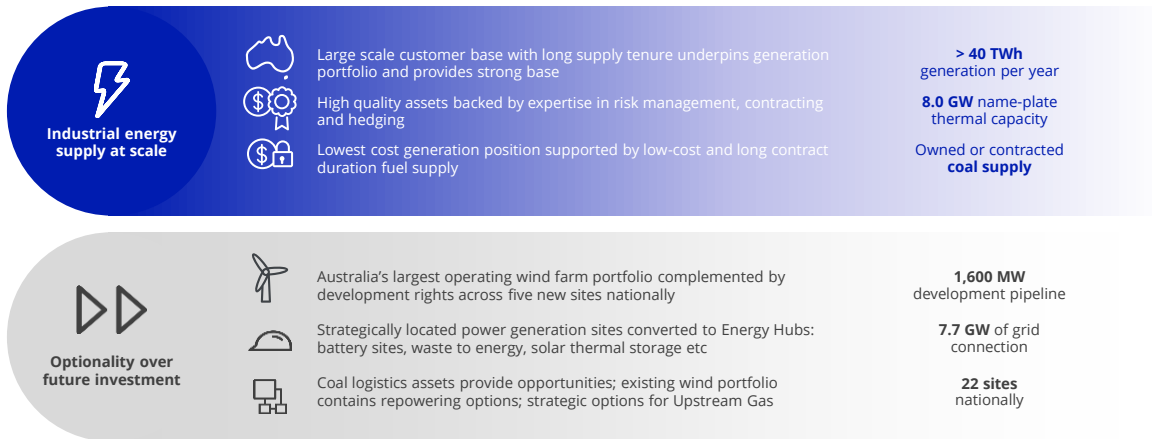 Industrial energy
supply at scale
Large scale customer base with long supply tenure underpins generation
portfolio and provides strong base
> 40 TWh
generation per year
High quality assets backed by expertise in risk management, contracting
and hedging
8.0 GW name-plate
thermal capacity
Lowest cost generation position supported by low-cost and long contract
duration fuel supply
Owned or contracted
coal supply
Optionality over
future investment
Australia's largest operating wind farm portfolio complemented by
development rights across five new sites nationally
1,600 MW
development pipeline
Strategically located power generation sites converted to Energy Hubs:
battery sites, waste to energy, solar thermal storage etc
7.7 GW of grid
connection
Coal logistics assets provide opportunities; existing wind portfolio
contains repowering options; strategic options for Upstream Gas
22 sites
nationally